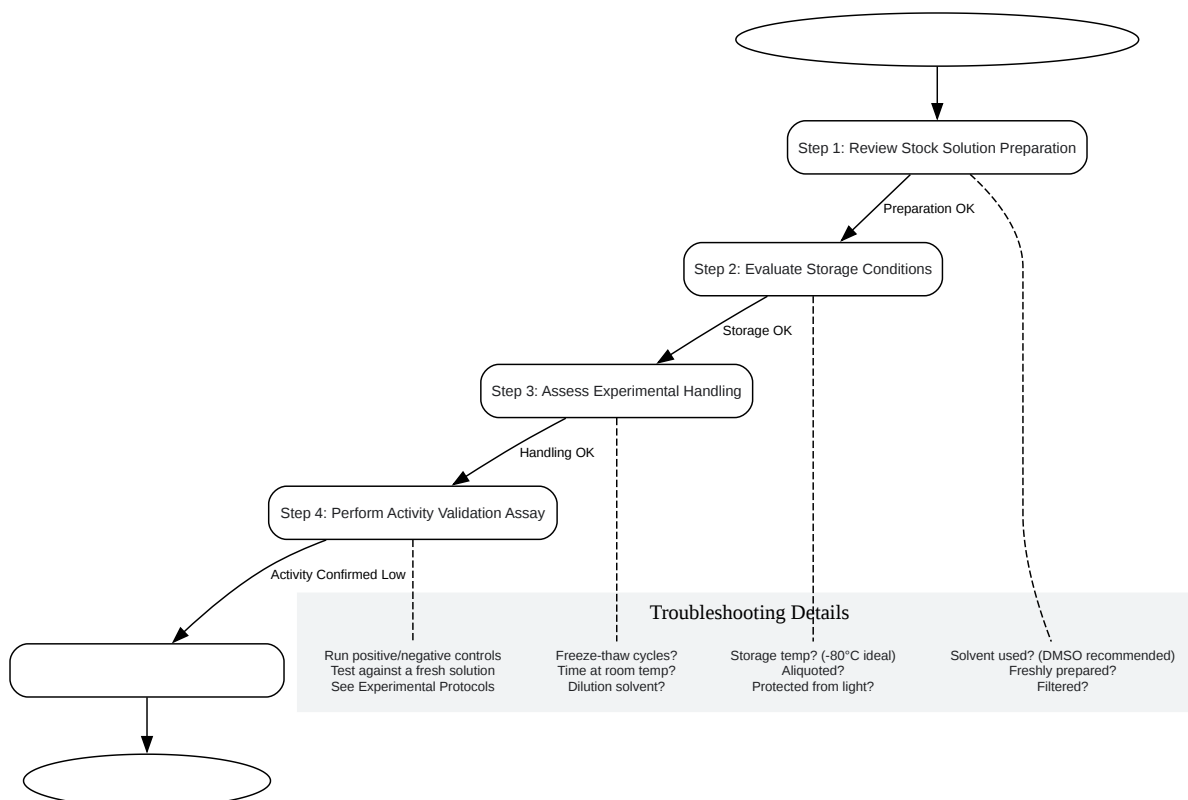 Step 1: Review Stock Solution Preparation
Preparation OK
Step 2: Evaluate Storage Conditions
Storage OK
Step 3: Assess Experimental Handling
Handling OK
Step 4: Perform Activity Validation Assay
Activity Confirmed Low
Troubleshooting Details
Run positive/negative controls
Test against a fresh solution
See Experimental Protocols
Freeze-thaw cycles?
Time at room temp?
Dilution solvent?
Storage temp? (-80°C ideal)
Aliquoted?
Protected from light?
Solvent used? (DMSO recommended)
Freshly prepared?
Filtered?